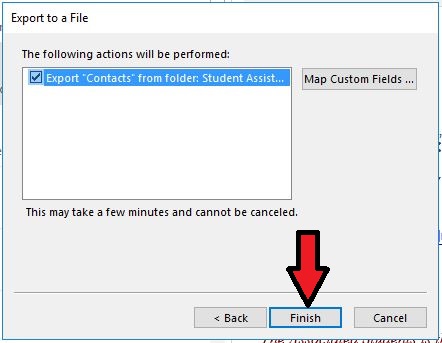 Export to a File
The following actions will be performed:
Export "Contacts" from folder: Student Assist...
Map Custom Fields ...
This may take a few minutes and cannot be canceled.
< Back
Finish
Cancel